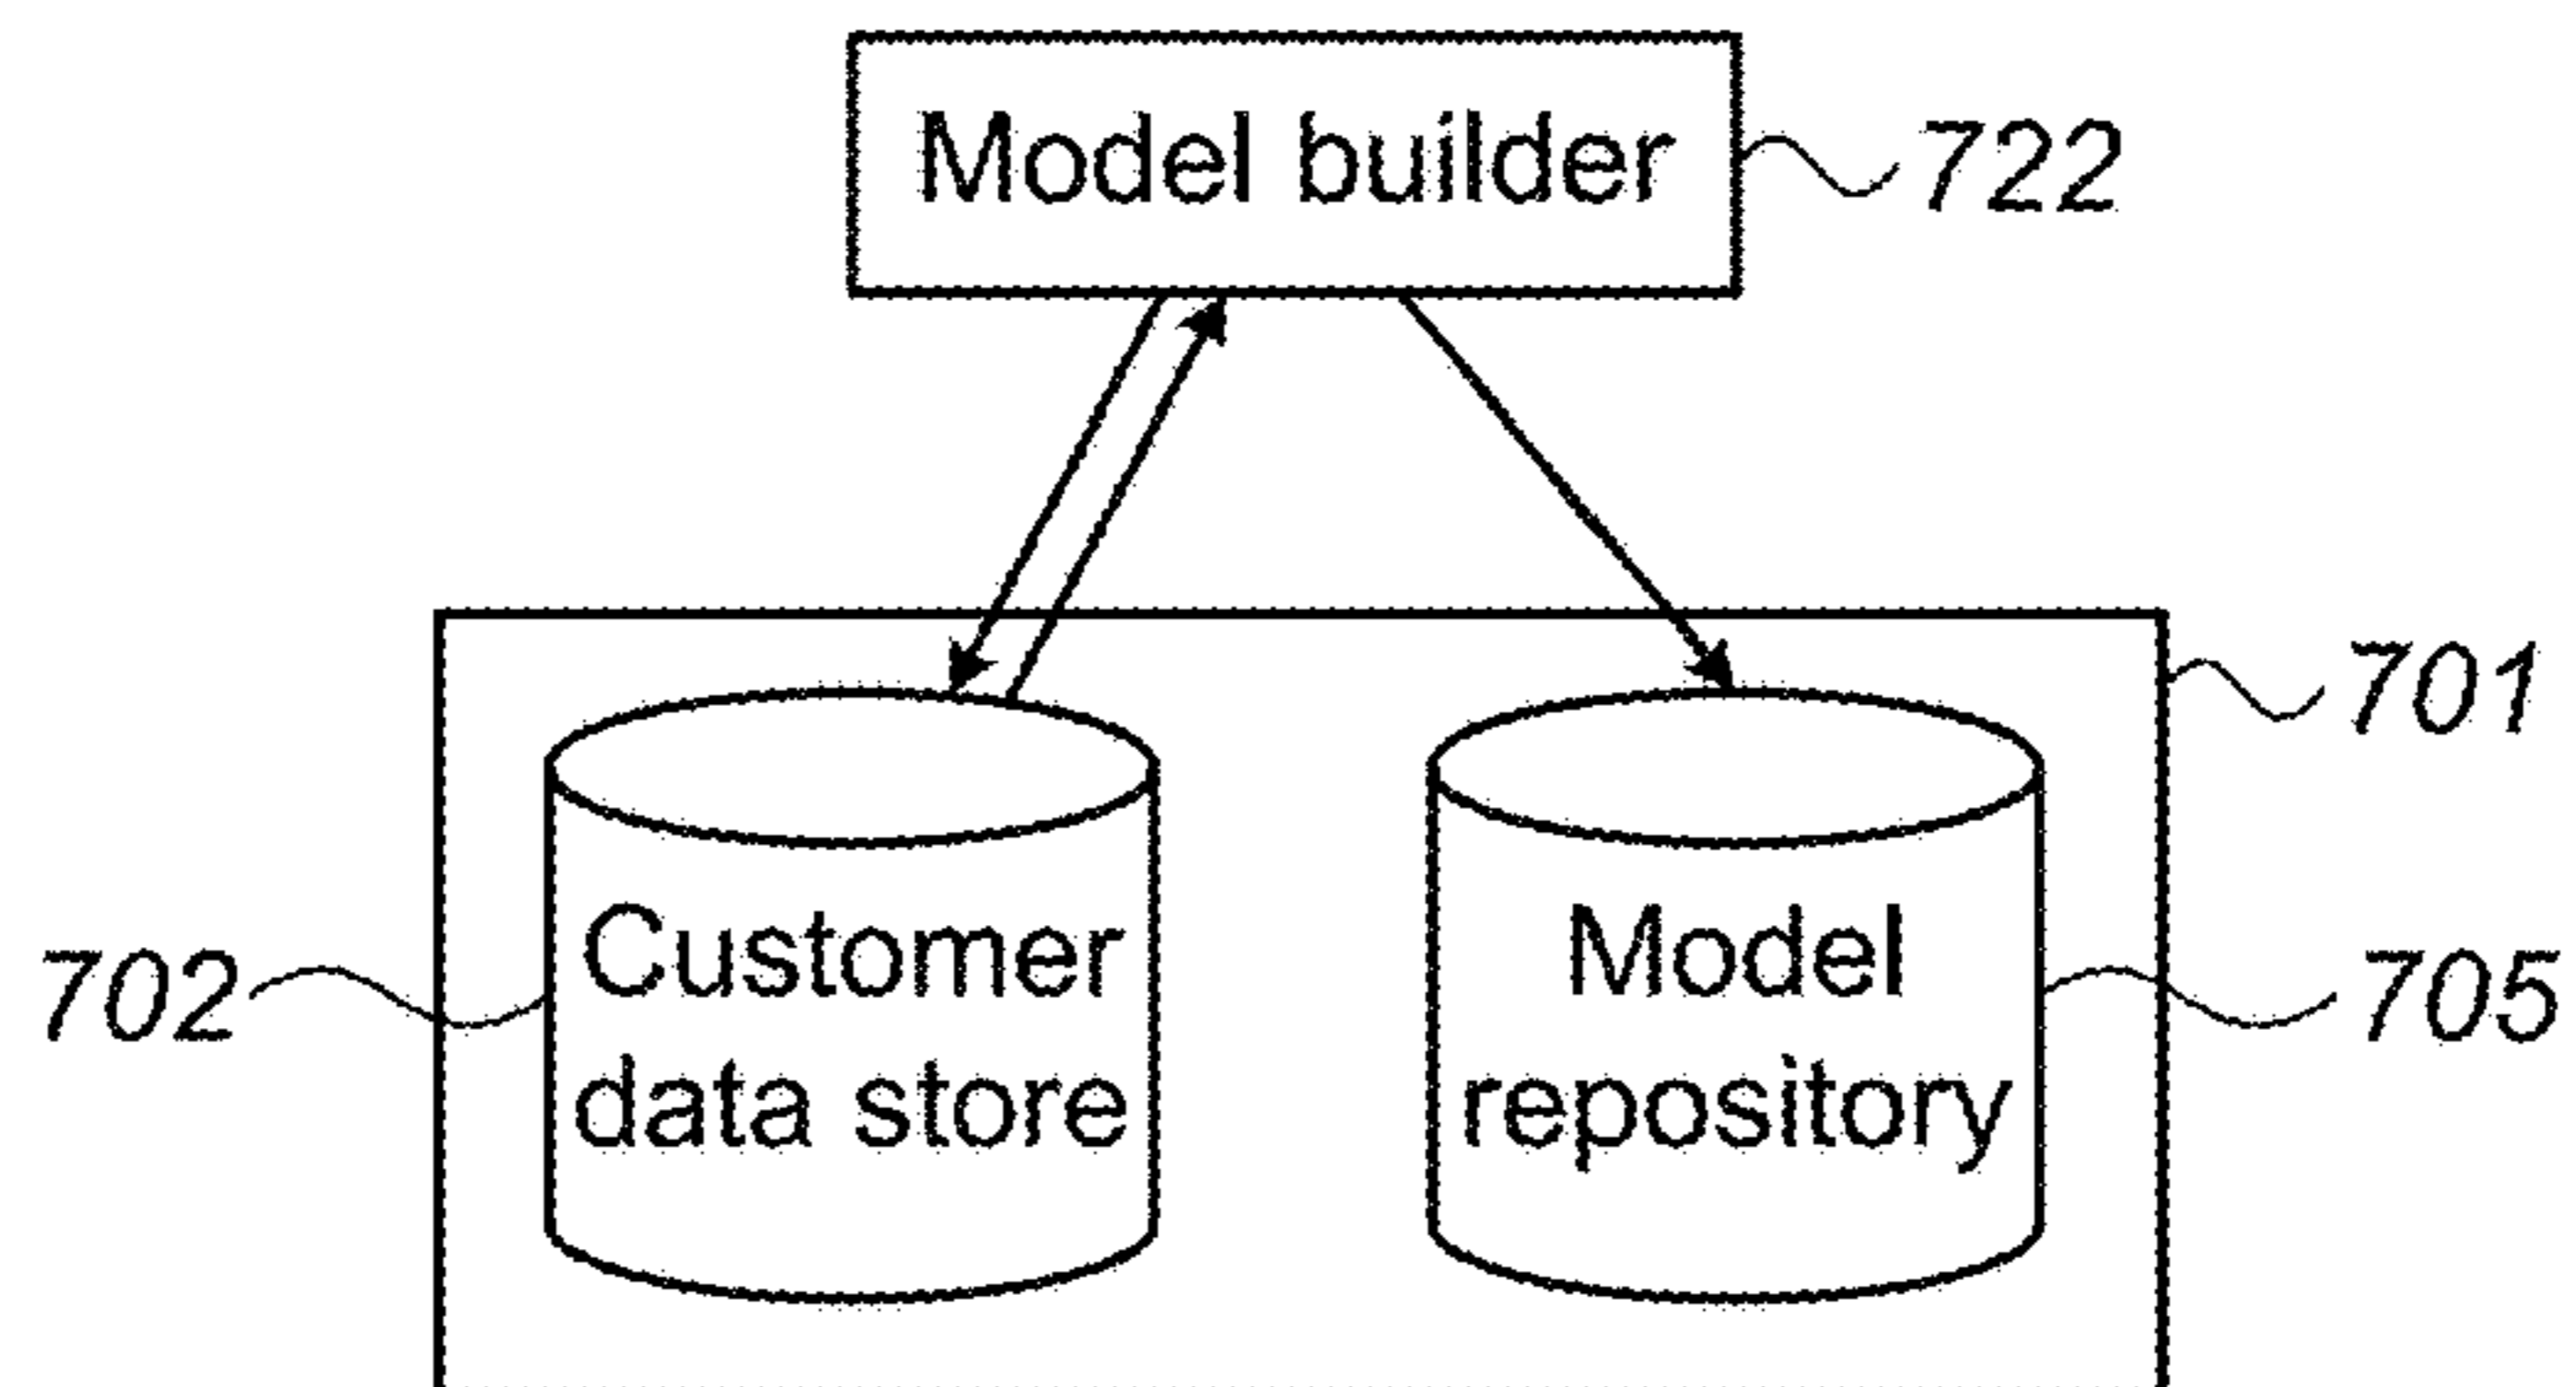 Model builder
722
701
702
Customer
data store
Model
repository
705